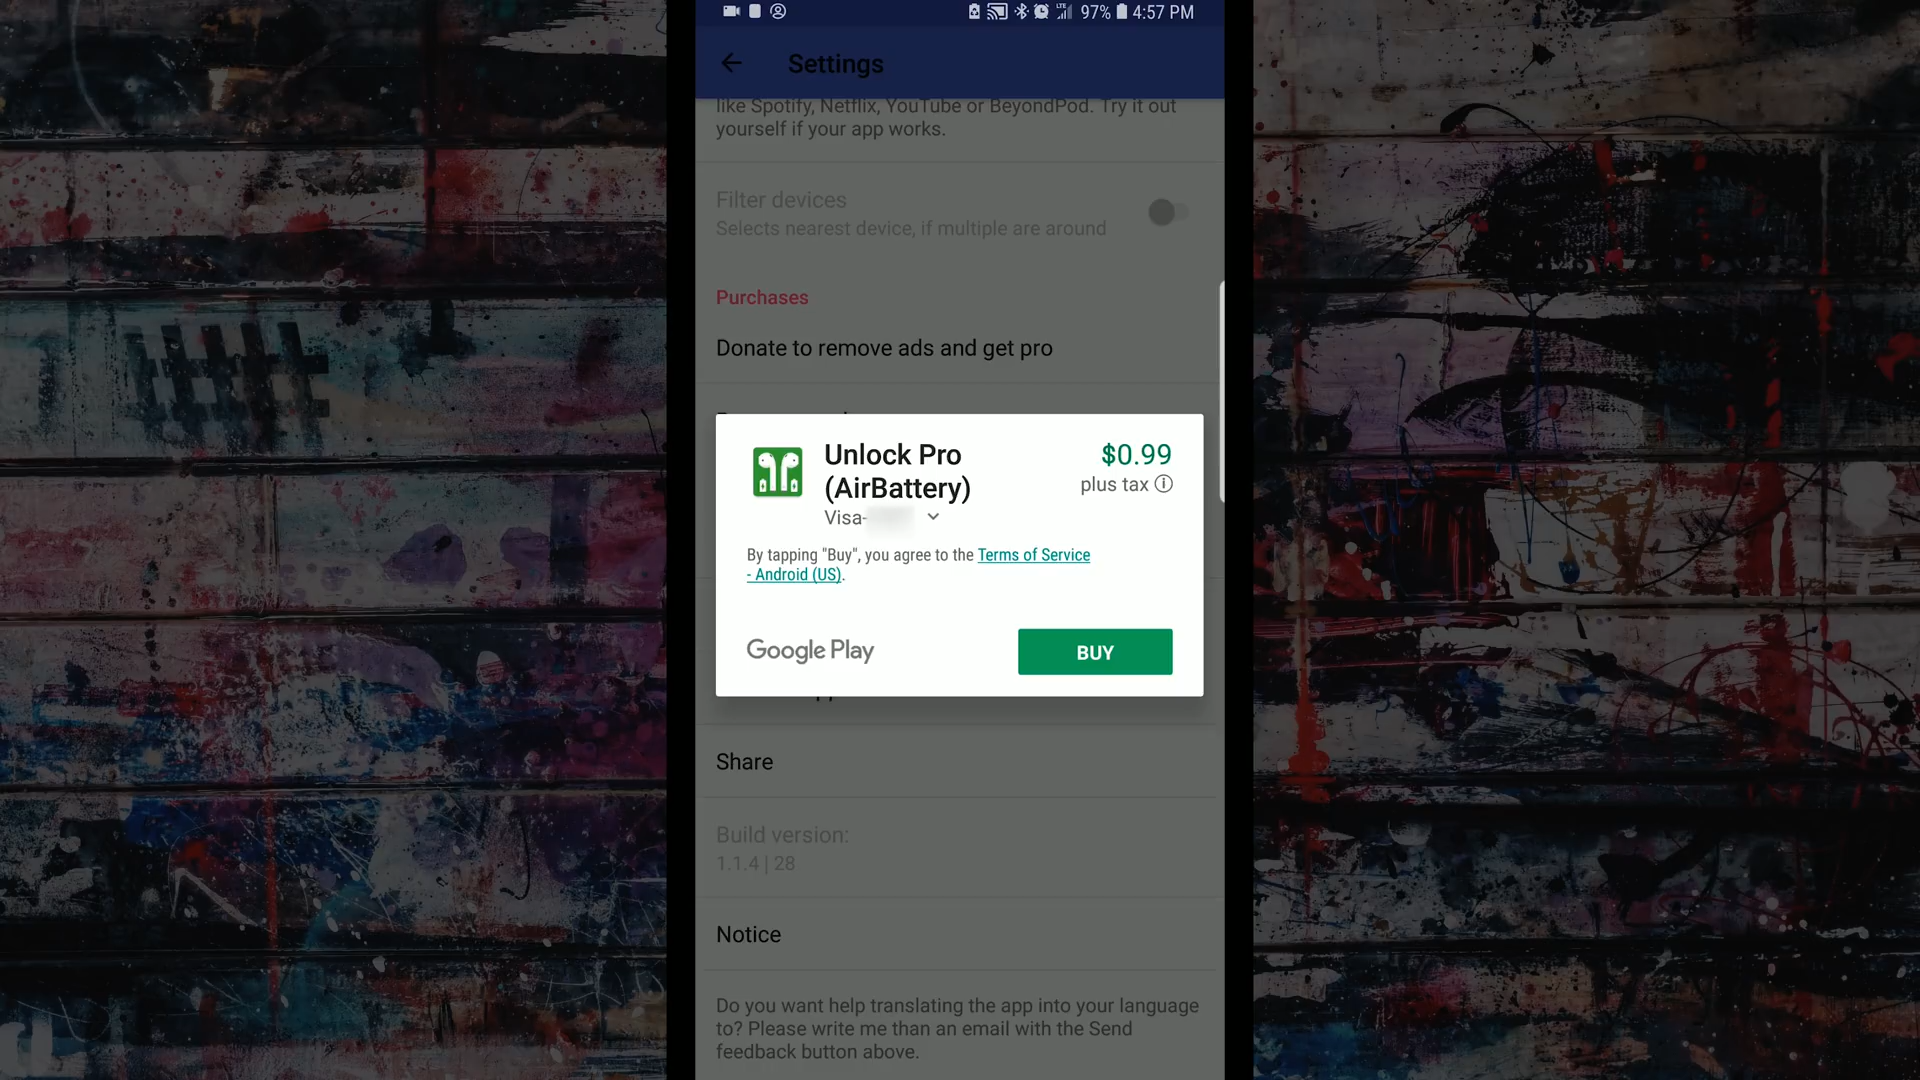 97% 4:57 PM
Settings
like Spotify, Netflix, YouTube or BeyondPod. Try it out
yourself if your app works.
Filter devices
Selects nearest device, if multiple are around
Purchases
Donate to remove ads and get pro
Unlock Pro
(AirBattery)
$0.99
plus tax
Visa-
By tapping "Buy", you agree to the Terms of Service
- Android (US).
Google Play
BUY
Share
Build version:
1.1.4 | 28
Notice
Do you want help translating the app into your language
to? Please write me than an email with the Send
feedback button above.